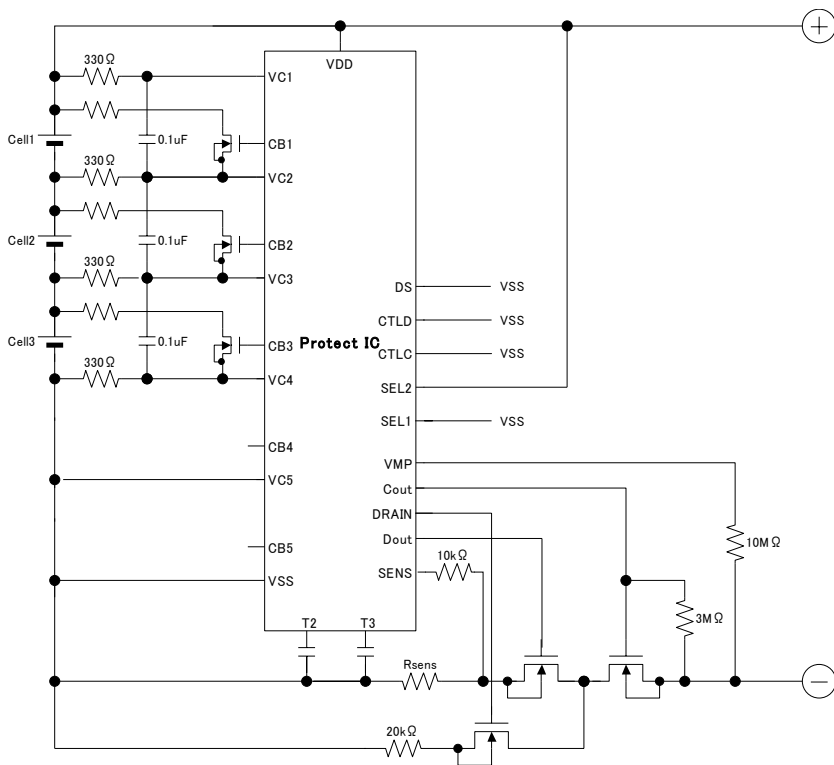 VDD
330Ω
VC1
Cell1
0.1uF
CB1
330Ω
VC2
Cell2
0.1uF
CB2
330Ω
VC3
DS
VSS
CTLD
VSS
Cell3
0.1uF
CB3
Protect IC
CTLC
VSS
330Ω
VC4
SEL2
SEL1
VSS
CB4
VMP
VC5
Cout
DRAIN
10MΩ
Dout
CB5
10kΩ
SENS
VSS
3MΩ
T2
T3
Rsens
20kΩ
+
−